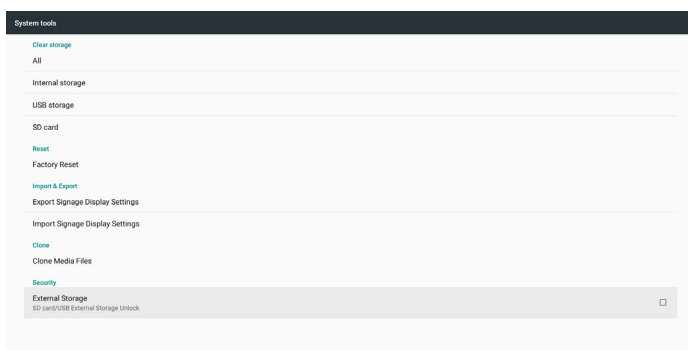 System tools
Clear storage
All
Internal storage
USB storage
SD card
Reset
Factory Reset
Import & Export
Export Signage Display Settings
Import Signage Display Settings
Clone
Clone Media Files
Security
External Storage
SD card/USB External Storage Unlock